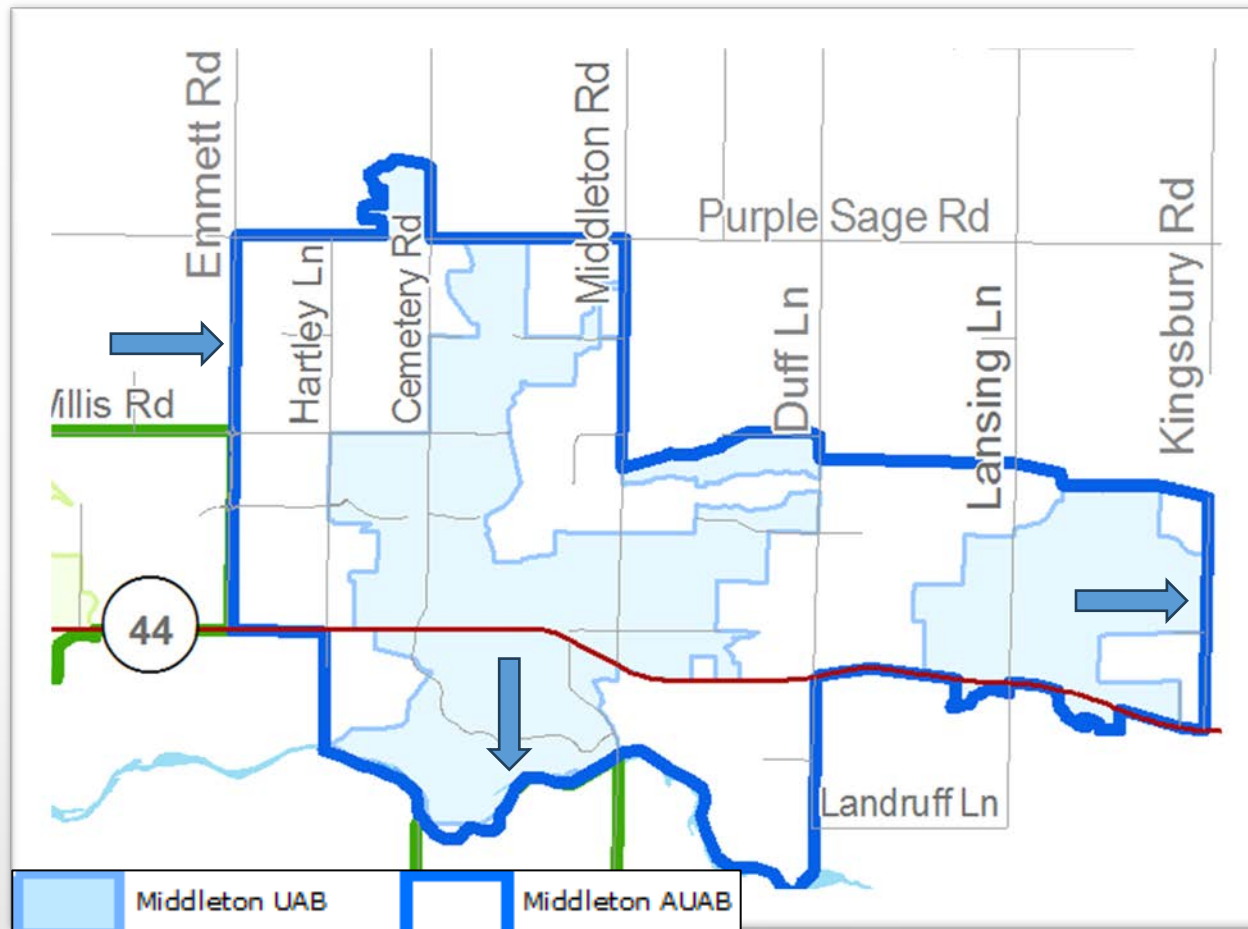 Emmett Rd
Middleton Rd
Purple Sage Rd
Kingsbury Rd
Hartley Ln
Cemetery Rd
Duff Ln
Lansing Ln
Rd
44
Landruff Ln
Middleton UAB
Middleton AUAB